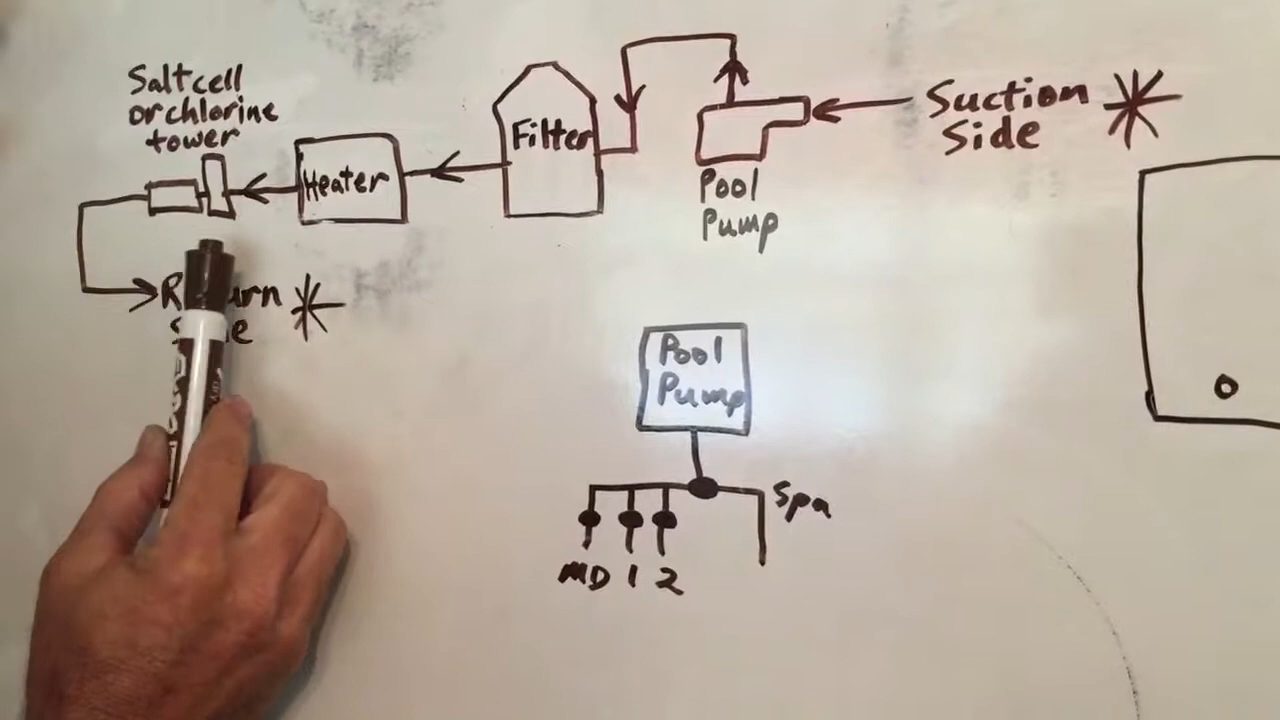 Saltcell
or chlorine
tower
Heater
Filter
Pool
Pump
Suction
Side
Pool
Pump
Spa
MD 1 2